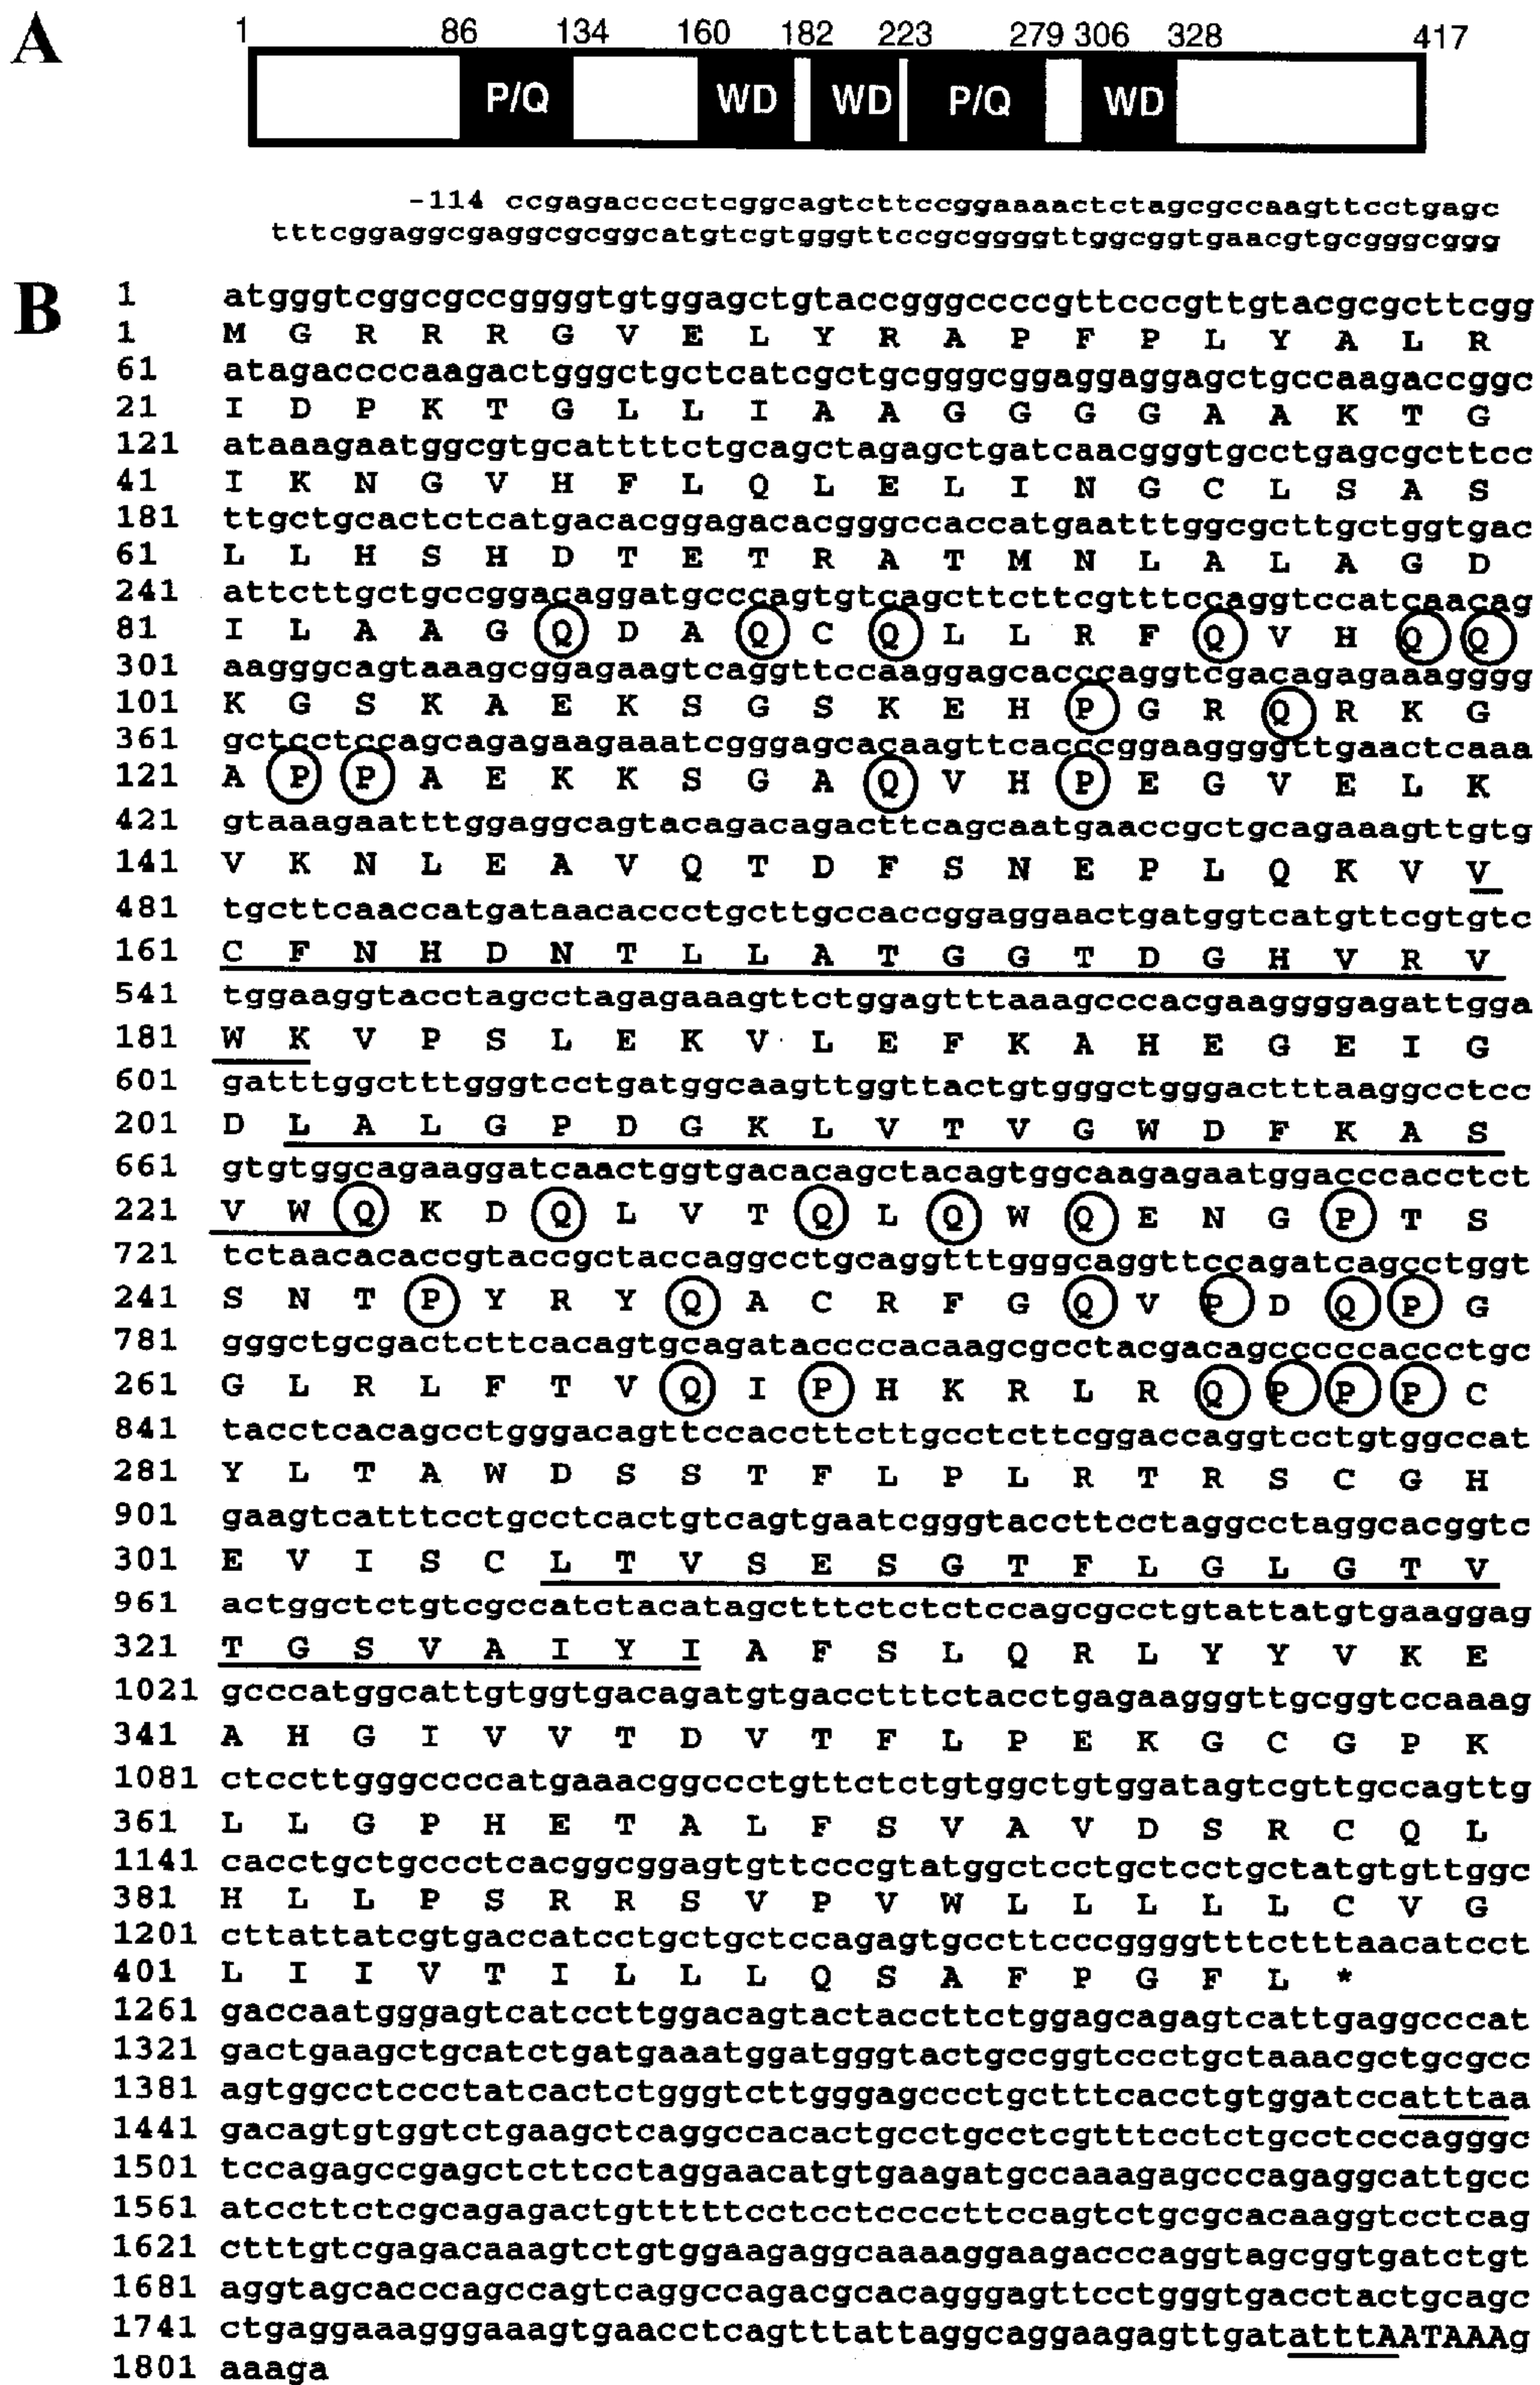 A
1 86 134 160 182 223 279 306 328 417
P/Q WD WD P/Q WD
-114 ccgagacccctcggcagtcttccggaaaactctagcgccaagttcctgagc
tttcggaggcgaggcgcggcatgtcgtgggttccgcggggttggcggtgaacgtgcgggcggg
B
1 atgggtcggcgccggggtgtggagctgtaccgggccccgttcccgttgtacgcgcttcgg
1 M G R R R G V E L Y R A P F P L Y A L R
61 atagaccccaagactgggctgctcatcgctgcgggcggaggaggagctgccaagaccggc
21 I D P K T G L L I A A G G G G A A K T G
121 ataaagaatggcgtgcattttctgcagctagagctgatcaacgggtgcctgagcgcttcc
41 I K N G V H F L Q L E L I N G C L S A S
181 ttgctgcactctcatgacacggagacacgggccaccatgaatttggcgcttgctggtgac
61 L L H S H D T E T R A T M N L A L A G D
241 attcttgctgccggacaggatgcccagtgtcagcttcttcgtttccaggtccatcaacag
81 I L A A G Q D A Q C Q L L R F Q V H Q Q
301 aagggcagtaaagcggagaagtcaggttccaaggagcacccaggtcgacagagaaagggg
101 K G S K A E K S G S K E H P G R Q R K G
361 gctcctccagcagagaagaaatcgggagcacaagttcacccggaaggggttgaactcaaa
121 A P P A E K K S G A Q V H P E G V E L K
421 gtaaagaatttggaggcagtacagacagacttcagcaatgaaccgctgcagaaagttgtg
141 V K N L E A V Q T D F S N E P L Q K V V
481 tgcttcaaccatgataacaccctgcttgccaccggaggaactgatggtcatgttcgtgtc
161 C F N H D N T L L A T G G T D G H V R V
541 tggaaggtacctagcctagagaaagttctggagtttaaagcccacgaaggggagattgga
181 W K V P S L E K V L E F K A H E G E I G
601 gatttggctttgggtcctgatggcaagttggttactgtgggctgggactttaaggcctcc
201 D L A L G P D G K L V T V G W D F K A S
661 gtgtggcagaaggatcaactggtgacacagctacagtggcaagagaatggacccacctct
221 V W Q K D Q L V T Q L Q W Q E N G P T S
721 tctaacacaccgtaccgctaccaggcctgcaggtttgggcaggttccagatcagcctggt
241 S N T P Y R Y Q A C R F G Q V P D Q P G
781 gggctgcgactcttcacagtgcagataccccacaagcgcctacgacagcccccaccctgc
261 G L R L F T V Q I P H K R L R Q P P P C
841 tacctcacagcctgggacagttccaccttcttgcctcttcggaccaggtcctgtggccat
281 Y L T A W D S S T F L P L R T R S C G H
901 gaagtcatttcctgcctcactgtcagtgaatcgggtaccttcctaggcctaggcacggtc
301 E V I S C L T V S E S G T F L G L G T V
961 actggctctgtcgccatctacatagctttctctctccagcgcctgtattatgtgaaggag
321 T G S V A I Y I A F S L Q R L Y Y V K E
1021 gcccatggcattgtggtgacagatgtgacctttctacctgagaagggttgcggtccaaag
341 A H G I V V T D V T F L P E K G C G P K
1081 ctccttgggccccatgaaacggccctgttctctgtggctgtggatagtcgttgccagttg
361 L L G P H E T A L F S V A V D S R C Q L
1141 cacctgctgccctcacggcggagtgttcccgtatggctcctgctcctgctatgtgttggc
381 H L L P S R R S V P V W L L L L L C V G
1201 cttattatcgtgaccatcctgctgctccagagtgccttcccggggtttctttaacatcct
401 L I I V T I L L L Q S A F P G F L *
1261 gaccaatgggagtcatccttggacagtactaccttctggagcagagtcattgaggcccat
1321 gactgaagctgcatctgatgaaatggatgggtactgccggtccctgctaaacgctgcgcc
1381 agtggcctccctatcactctgggtcttgggagccctgctttcacctgtggatccatttaa
1441 gacagtgtggtctgaagctcaggccacactgcctgcctcgtttcctctgcctcccagggc
1501 tccagagccgagctcttcctaggaacatgtgaagatgccaaagagcccagaggcattgcc
1561 atccttctcgcagagactgtttttcctcctccccttccagtctgcgcacaaggtcctcag
1621 ctttgtcgagacaaagtctgtggaagaggcaaaaggaagacccaggtagcggtgatctgt
1681 aggtagcacccagccagtcaggccagacgcacagggagttcctgggtgacctactgcagc
1741 ctgaggaaagggaaagtgaacctcagtttattaggcaggaagagttgatatttAATAAAg
1801 aaaga